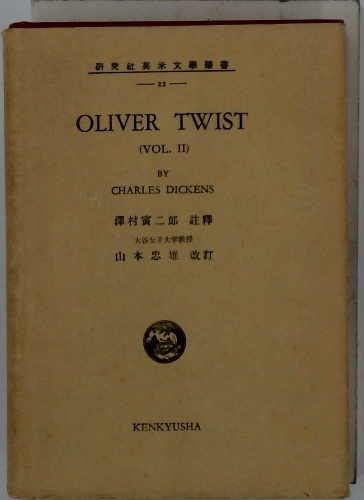 研究社英米文學叢書
22
OLIVER TWIST
(VOL. II)
BY
CHARLES DICKENS
澤村寅二郎 註釋
大谷女子大学教授
山本忠雄 改訂
KENKYUSHA